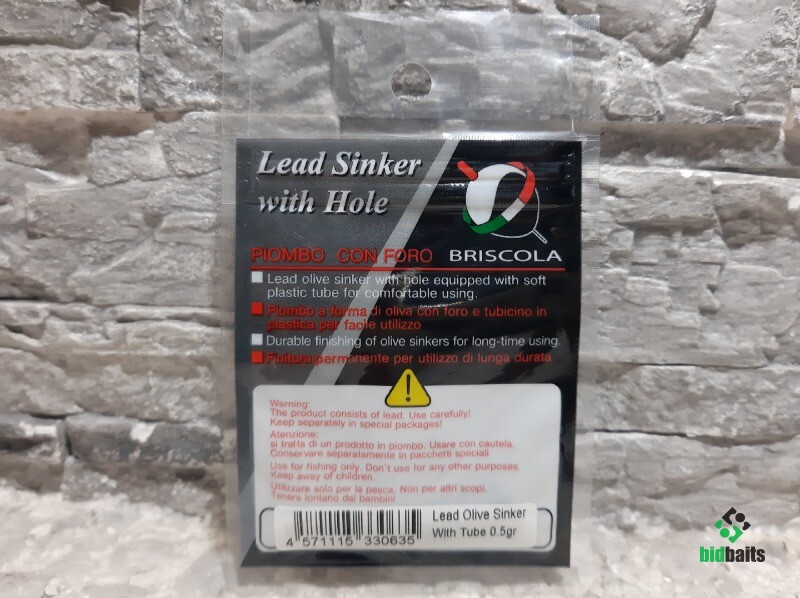 Lead Sinker
with Hole
BRISCOLA
PIOMBO CON FORO
Lead olive sinker with hole equipped with soft
plastic tube for comfortable using.
Piombo a forma di oliva con foro e tubicino in
plastica per facile utilizzo
Durable finishing of olive sinkers for long-time using.
Finitura permanente per utilizzo di lunga durata
Warning:
The product consists of lead. Use carefully!
Keep separately in special packages!
Atenzione:
si tratta di un prodotto in piombo. Usare con cautela.
Conservare separatamente in pacchetti speciali
Use for fishing only. Don't use for any other purposes.
Keep away of children.
Utilizzare solo per la pesca. Non per altri scopi.
Tenere lontano dai bambini
Lead Olive Sinker
With Tube 0.5gr
4 571115 330635
bidbaits